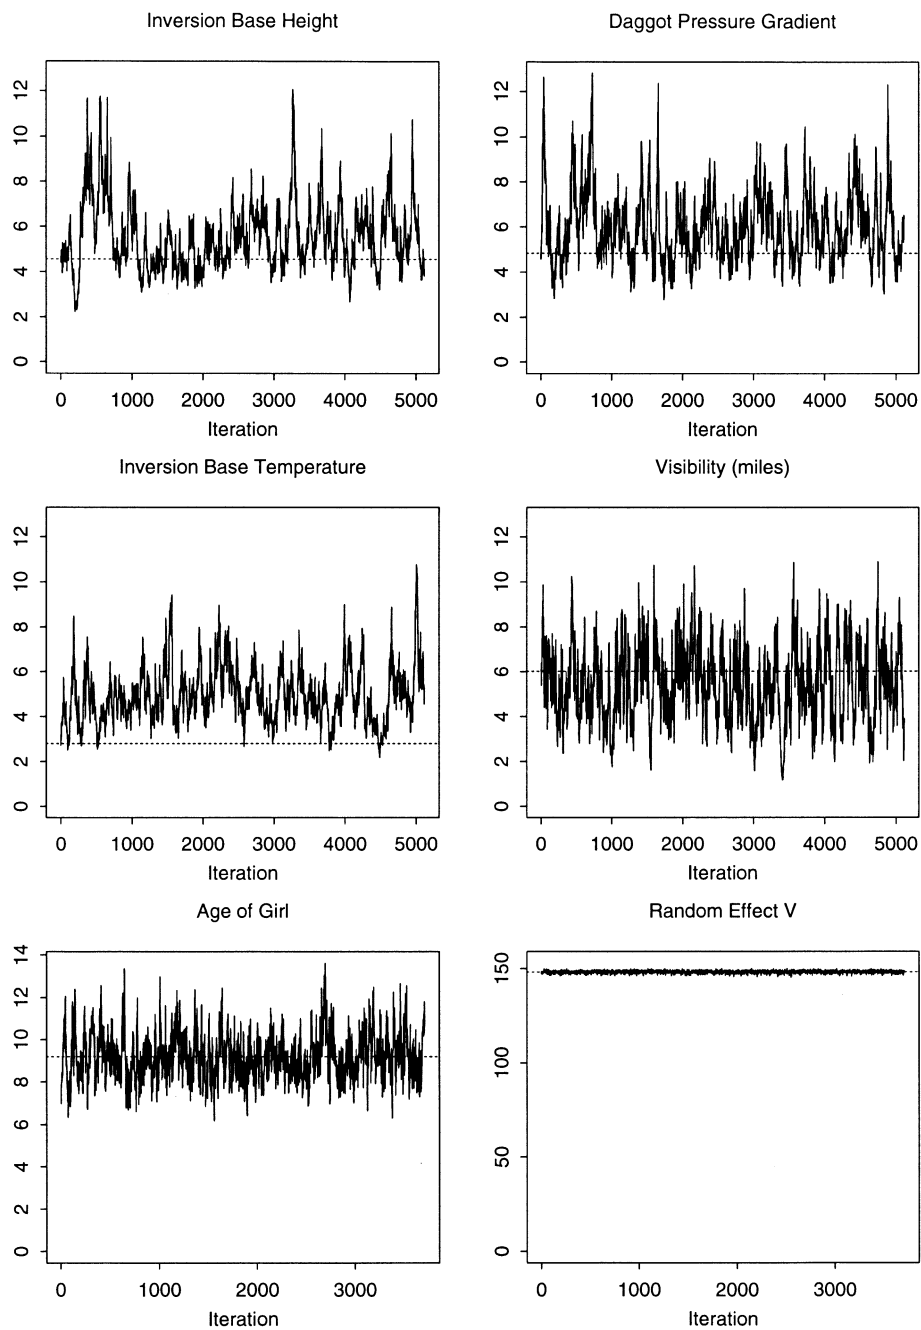 Inversion Base Height
0 2 4 6 8 10 12
0 1000 2000 3000 4000 5000
Iteration
Daggot Pressure Gradient
0 2 4 6 8 10 12
0 1000 2000 3000 4000 5000
Iteration
Inversion Base Temperature
0 2 4 6 8 10 12
0 1000 2000 3000 4000 5000
Iteration
Visibility (miles)
0 2 4 6 8 10 12
0 1000 2000 3000 4000 5000
Iteration
Age of Girl
0 2 4 6 8 10 12 14
0 1000 2000 3000
Iteration
Random Effect V
0 50 100 150
0 1000 2000 3000
Iteration